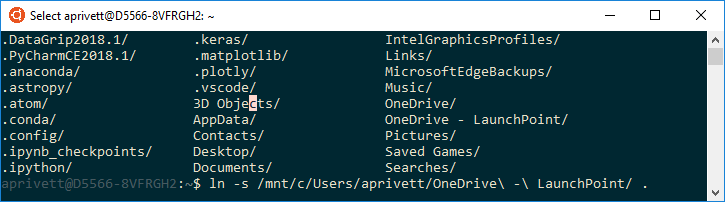 Select aprivett@D5566-8VFRGH2: ~
.DataGrip2018.1/ .keras/ IntelGraphicsProfiles/
.PyCharmCE2018.1/ .matplotlib/ Links/
.anaconda/ .plotly/ MicrosoftEdgeBackups/
.astropy/ .vscode/ Music/
.atom/ 3D Objects/ OneDrive/
.conda/ AppData/ OneDrive - LaunchPoint/
.config/ Contacts/ Pictures/
.ipynb_checkpoints/ Desktop/ Saved Games/
.ipython/ Documents/ Searches/
aprivett@D5566-8VFRGH2:~$ ln -s /mnt/c/Users/aprivett/OneDrive\ -\ LaunchPoint/ .